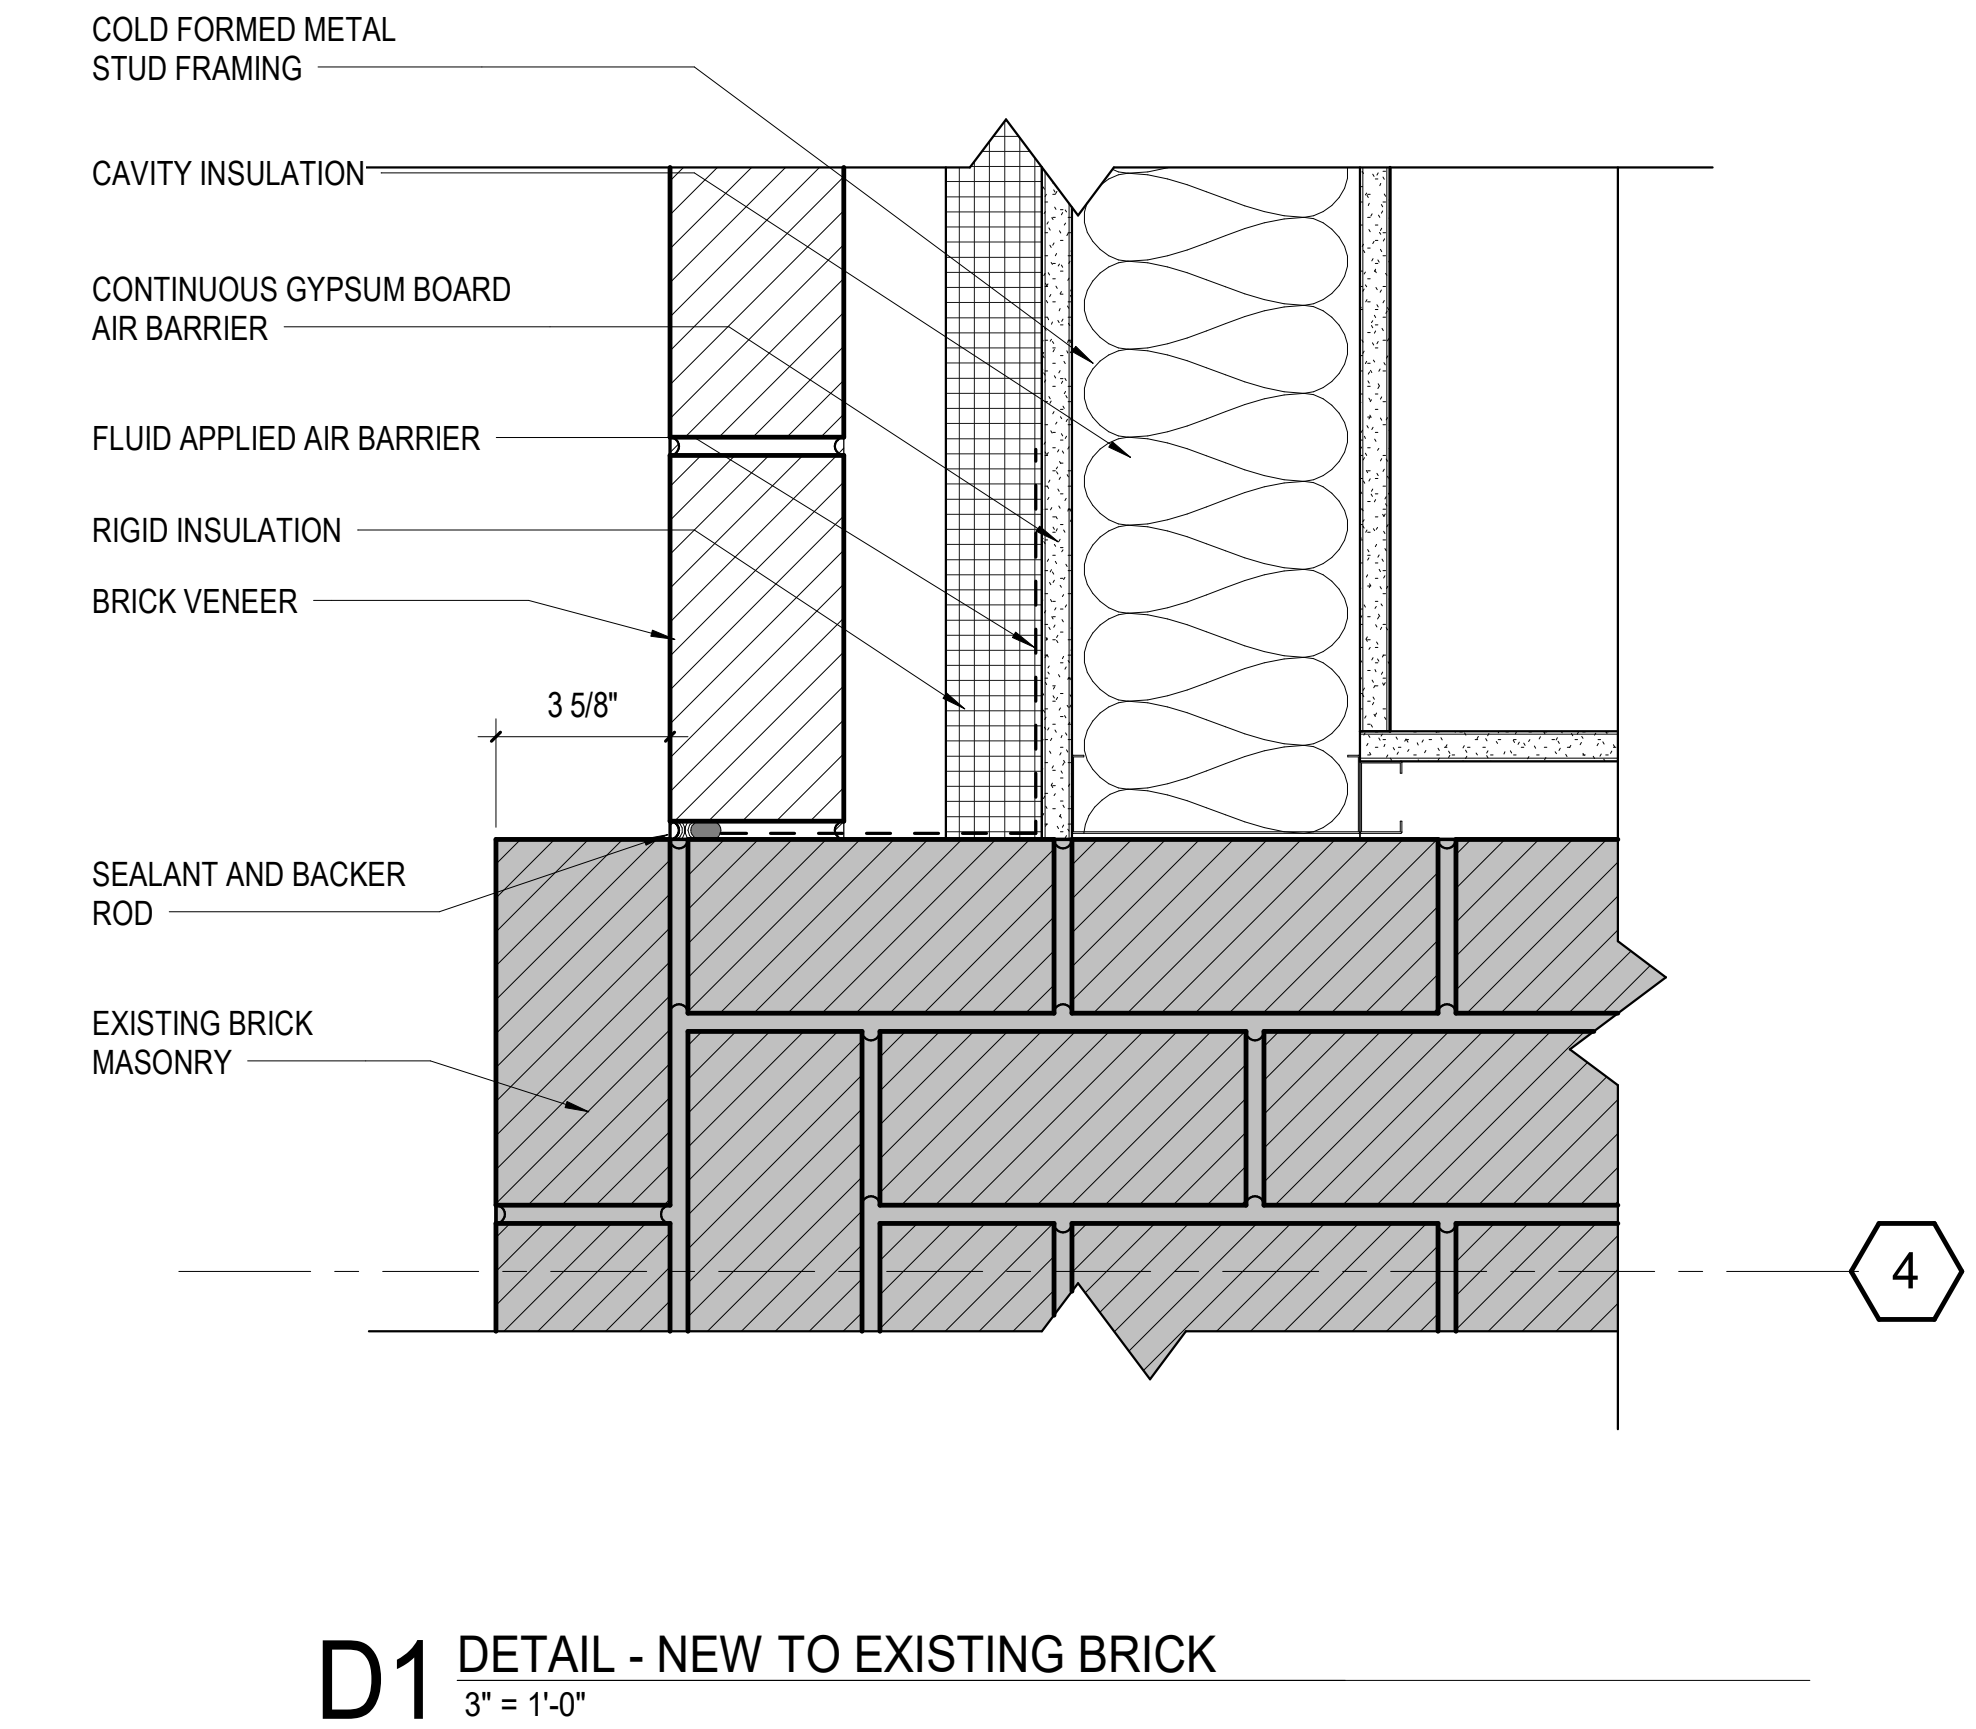 COLD FORMED METAL
STUD FRAMING
CAVITY INSULATION
CONTINUOUS GYPSUM BOARD
AIR BARRIER
FLUID APPLIED AIR BARRIER
RIGID INSULATION
BRICK VENEER
3 5/8"
SEALANT AND BACKER
ROD
EXISTING BRICK
MASONRY
4
D1 DETAIL - NEW TO EXISTING BRICK
3" = 1'-0"